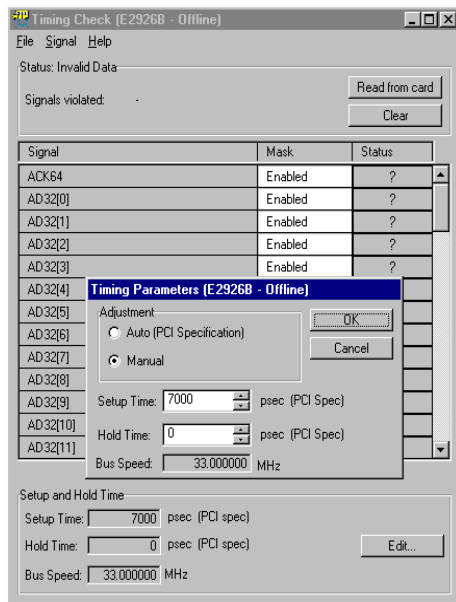 Timing Check (E2926B - Offline)
File Signal Help
Status: Invalid Data
Signals violated: -
Read from card
Clear
Signal Mask Status
ACK64 Enabled ?
AD32[0] Enabled ?
AD32[1] Enabled ?
AD32[2] Enabled ?
AD32[3] Enabled ?
AD32[4]
AD32[5]
AD32[6]
AD32[7]
AD32[8]
AD32[9]
AD32[10]
AD32[11]
Timing Parameters (E2926B - Offline)
Adjustment
Auto (PCI Specification)
Manual
OK
Cancel
Setup Time: 7000 psec (PCI Spec)
Hold Time: 0 psec (PCI Spec)
Bus Speed: 33.000000 MHz
Setup and Hold Time
Setup Time: 7000 psec (PCI spec)
Hold Time: 0 psec (PCI spec)
Bus Speed: 33.000000 MHz
Edit...